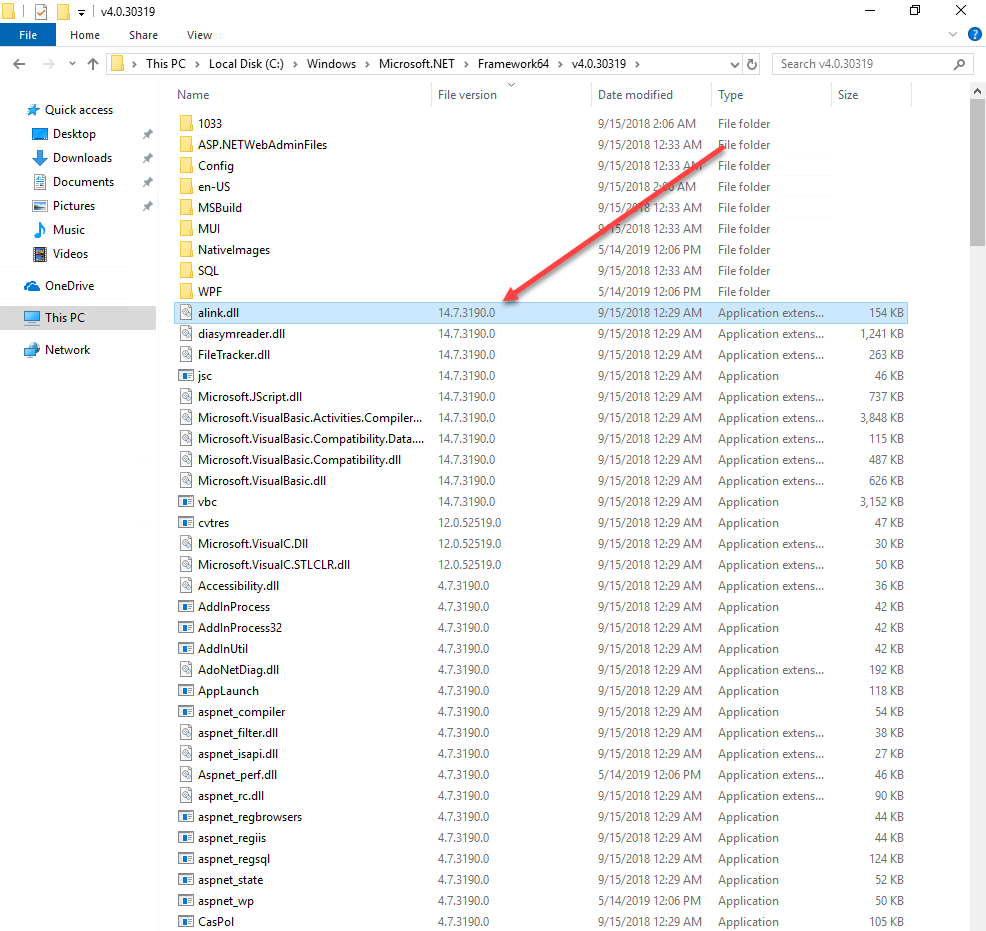 v4.0.30319
File Home Share View
This PC Local Disk (C:) Windows Microsoft.NET Framework64 v4.0.30319 Search v4.0.30319
Quick access
Desktop
Downloads
Documents
Pictures
Music
Videos
OneDrive
This PC
Network
Name File version Date modified Type Size
1033 9/15/2018 2:06 AM File folder
ASP.NETWebAdminFiles 9/15/2018 12:33 AM File folder
Config 9/15/2018 12:33 AM File folder
en-US 9/15/2018 2:06 AM File folder
MSBuild 9/15/2018 12:33 AM File folder
MUI 9/15/2018 12:33 AM File folder
NativeImages 5/14/2019 12:06 PM File folder
SQL 9/15/2018 12:33 AM File folder
WPF 5/14/2019 12:06 PM File folder
alink.dll 14.7.3190.0 9/15/2018 12:29 AM Application extens... 154 KB
diasymreader.dll 14.7.3190.0 9/15/2018 12:29 AM Application extens... 1,241 KB
FileTracker.dll 14.7.3190.0 9/15/2018 12:29 AM Application extens... 263 KB
jsc 14.7.3190.0 9/15/2018 12:29 AM Application 46 KB
Microsoft.JScript.dll 14.7.3190.0 9/15/2018 12:29 AM Application extens... 737 KB
Microsoft.VisualBasic.Activities.Compiler... 14.7.3190.0 9/15/2018 12:29 AM Application extens... 3,848 KB
Microsoft.VisualBasic.Compatibility.Data.... 14.7.3190.0 9/15/2018 12:29 AM Application extens... 115 KB
Microsoft.VisualBasic.Compatibility.dll 14.7.3190.0 9/15/2018 12:29 AM Application extens... 487 KB
Microsoft.VisualBasic.dll 14.7.3190.0 9/15/2018 12:29 AM Application extens... 626 KB
vbc 14.7.3190.0 9/15/2018 12:29 AM Application 3,152 KB
cvtres 12.0.52519.0 9/15/2018 12:29 AM Application 47 KB
Microsoft.VisualC.Dll 12.0.52519.0 9/15/2018 12:29 AM Application extens... 30 KB
Microsoft.VisualC.STLCLR.dll 12.0.52519.0 9/15/2018 12:29 AM Application extens... 50 KB
Accessibility.dll 4.7.3190.0 9/15/2018 12:29 AM Application extens... 36 KB
AddInProcess 4.7.3190.0 9/15/2018 12:29 AM Application 42 KB
AddInProcess32 4.7.3190.0 9/15/2018 12:29 AM Application 42 KB
AddInUtil 4.7.3190.0 9/15/2018 12:29 AM Application 42 KB
AdoNetDiag.dll 4.7.3190.0 9/15/2018 12:29 AM Application extens... 192 KB
AppLaunch 4.7.3190.0 9/15/2018 12:29 AM Application 118 KB
aspnet_compiler 4.7.3190.0 9/15/2018 12:29 AM Application 54 KB
aspnet_filter.dll 4.7.3190.0 9/15/2018 12:29 AM Application extens... 38 KB
aspnet_isapi.dll 4.7.3190.0 9/15/2018 12:29 AM Application extens... 27 KB
Aspnet_perf.dll 4.7.3190.0 5/14/2019 12:06 PM Application extens... 46 KB
aspnet_rc.dll 4.7.3190.0 9/15/2018 12:29 AM Application extens... 90 KB
aspnet_regbrowsers 4.7.3190.0 9/15/2018 12:29 AM Application 44 KB
aspnet_regiis 4.7.3190.0 9/15/2018 12:29 AM Application 44 KB
aspnet_regsql 4.7.3190.0 9/15/2018 12:29 AM Application 124 KB
aspnet_state 4.7.3190.0 9/15/2018 12:29 AM Application 52 KB
aspnet_wp 4.7.3190.0 5/14/2019 12:06 PM Application 50 KB
CasPol 4.7.3190.0 9/15/2018 12:29 AM Application 105 KB